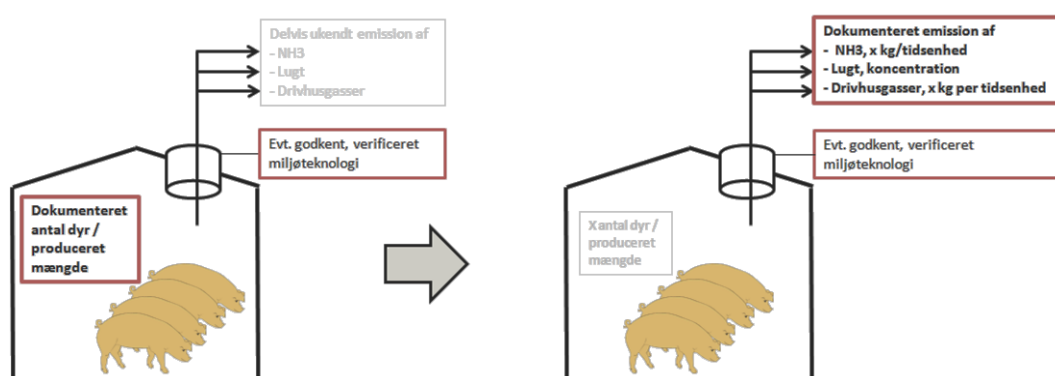 Delvis ukendt emission af
- NH3
- Lugt
- Drivhusgasser
Evt. godkent, verificeret
miljøteknologi
Dokumenteret
antal dyr /
produceret
mængde
Dokumenteret emission af
- NH3, x kg/tidsenhed
- Lugt, koncentration
- Drivhusgasser, x kg per tidsenhed
Evt. godkent, verificeret
miljøteknologi
X antal dyr /
produceret
mængde